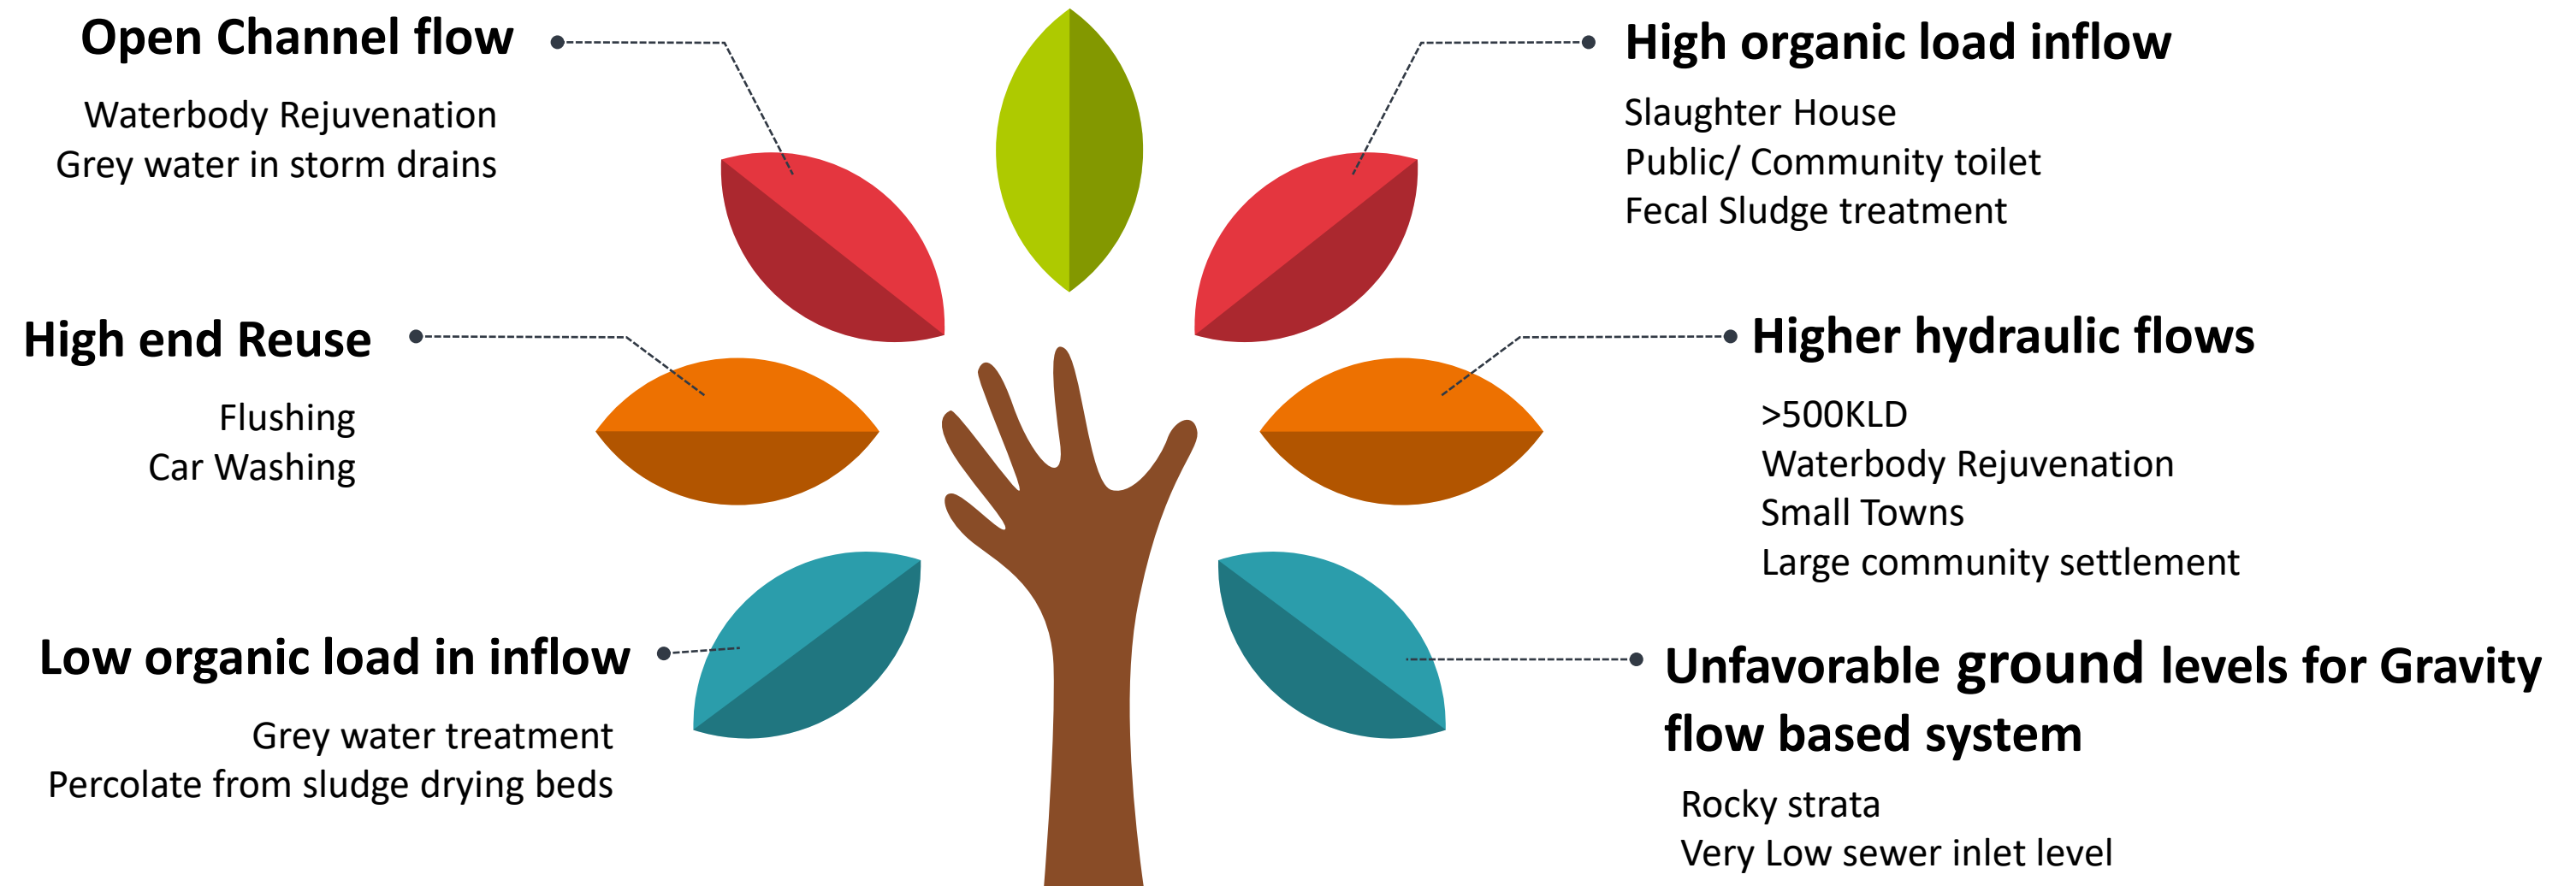 Open Channel flow
Waterbody Rejuvenation
Grey water in storm drains
High end Reuse
Flushing
Car Washing
Low organic load in inflow
Grey water treatment
Percolate from sludge drying beds
High organic load inflow
Slaughter House
Public/ Community toilet
Fecal Sludge treatment
Higher hydraulic flows
>500KLD
Waterbody Rejuvenation
Small Towns
Large community settlement
Unfavorable ground levels for Gravity
flow based system
Rocky strata
Very Low sewer inlet level